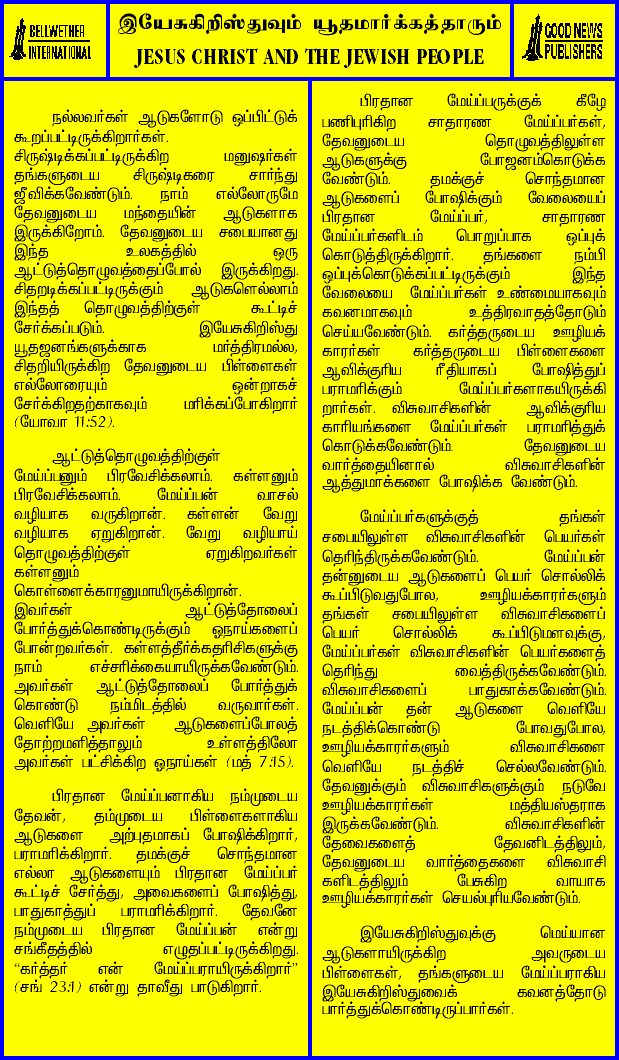 BELLWETHER
INTERNATIONAL
இயேசுகிறிஸ்துவும் யூதமார்க்கத்தாரும்
JESUS CHRIST AND THE JEWISH PEOPLE
GOOD NEWS
PUBLISHERS
நல்லவர்கள் ஆடுகளோடு ஒப்பிட்டுக்
கூறப்பட்டிருக்கிறார்கள்.
சிருஷ்டிக்கப்பட்டிருக்கிற மனுஷர்கள்
தங்களுடைய சிருஷ்டிகரை சார்ந்து
ஜீவிக்கவேண்டும். நாம் எல்லோருமே
தேவனுடைய மந்தையின் ஆடுகளாக
இருக்கிறோம். தேவனுடைய சபையானது
இந்த உலகத்தில் ஒரு
ஆட்டுத்தொழுவத்தைப்போல் இருக்கிறது.
சிதறடிக்கப்பட்டிருக்கும் ஆடுகளெல்லாம்
இந்தத் தொழுவத்திற்குள் கூட்டிச்
சேர்க்கப்படும். இயேசுகிறிஸ்து
யூதஜனங்களுக்காக மர்த்திரமல்ல,
சிதறியிருக்கிற தேவனுடைய பிள்ளைகள்
எல்லோரையும் ஒன்றாகச்
சேர்க்கிறதற்காகவும் மரிக்கப்போகிறார்
(யோவா 11:52).
ஆட்டுத்தொழுவத்திற்குள்
மேய்ப்பனும் பிரவேசிக்கலாம். கள்ளனும்
பிரவேசிக்கலாம். மேய்ப்பன் வாசல்
வழியாக வருகிறான். கள்ளன் வேறு
வழியாக ஏறுகிறான். வேறு வழியாய்
தொழுவத்திற்குள் ஏறுகிறவர்கள்
கள்ளனும்
கொள்ளைக்காரனுமாயிருக்கிறான்.
இவர்கள் ஆட்டுத்தோலைப்
போர்த்துக்கொண்டிருக்கும் ஓநாய்களைப்
போன்றவர்கள். கள்ளத்தீர்க்கதரிசிகளுக்கு
நாம் எச்சரிக்கையாயிருக்கவேண்டும்.
அவர்கள் ஆட்டுத்தோலைப் போர்த்துக்
கொண்டு நம்மிடத்தில் வருவார்கள்.
வெளியே அவர்கள் ஆடுகளைப்போலத்
தோற்றமளித்தாலும் உள்ளத்திலோ
அவர்கள் பட்சிக்கிற ஓநாய்கள் (மத் 7:15).
பிரதான மேய்ப்பனாகிய நம்முடைய
தேவன், தம்முடைய பிள்ளைகளாகிய
ஆடுகளை அற்புதமாகப் போஷிக்கிறார்,
பராமரிக்கிறார். தமக்குச் சொந்தமான
எல்லா ஆடுகளையும் பிரதான மேய்ப்பர்
கூட்டிச் சேர்த்து, அவைகளைப் போஷித்து,
பாதுகாத்துப் பராமரிக்கிறார். தேவனே
நம்முடைய பிரதான மேய்ப்பன் என்று
சங்கீதத்தில் எழுதப்பட்டிருக்கிறது.
“கர்த்தர் என் மேய்ப்பராயிருக்கிறார்”
(சங் 23:1) என்று தாவீது பாடுகிறார்.
பிரதான மேய்ப்பருக்குக் கீழே
பணிபுரிகிற சாதாரண மேய்ப்பர்கள்,
தேவனுடைய தொழுவத்திலுள்ள
ஆடுகளுக்கு போஜனம்கொடுக்க
வேண்டும். தமக்குச் சொந்தமான
ஆடுகளைப் போஷிக்கும் வேலையைப்
பிரதான மேய்ப்பர், சாதாரண
மேய்ப்பர்களிடம் பொறுப்பாக ஒப்புக்
கொடுத்திருக்கிறார். தங்களை நம்பி
ஒப்புக்கொடுக்கப்பட்டிருக்கும் இந்த
வேலையை மேய்ப்பர்கள் உண்மையாகவும்
கவனமாகவும் உத்திரவாதத்தோடும்
செய்யவேண்டும். கர்த்தருடைய ஊழியக்
காரர்கள் கர்த்தருடைய பிள்ளைகளை
ஆவிக்குரிய ரீதியாகப் போஷித்துப்
பராமரிக்கும் மேய்ப்பர்களாகயிருக்கி
றார்கள். விசுவாசிகளின் ஆவிக்குரிய
காரியங்களை மேய்ப்பர்கள் பராமரித்துக்
கொடுக்கவேண்டும். தேவனுடைய
வார்த்தையினால் விசுவாசிகளின்
ஆத்துமாக்களை போஷிக்க வேண்டும்.
மேய்ப்பர்களுக்குத் தங்கள்
சபையிலுள்ள விசுவாசிகளின் பெயர்கள்
தெரிந்திருக்கவேண்டும். மேய்ப்பன்
தன்னுடைய ஆடுகளைப் பெயர் சொல்லிக்
கூப்பிடுவதுபோல, ஊழியக்காரர்களும்
தங்கள் சபையிலுள்ள விசுவாசிகளைப்
பெயர் சொல்லிக் கூப்பிடுமளவுக்கு,
மேய்ப்பர்கள் விசுவாசிகளின் பெயர்களைத்
தெரிந்து வைத்திருக்கவேண்டும்.
விசுவாசிகளைப் பாதுகாக்கவேண்டும்.
மேய்ப்பன் தன் ஆடுகளை வெளியே
நடத்திக்கொண்டு போவதுபோல,
ஊழியக்காரர்களும் விசுவாசிகளை
வெளியே நடத்திச் செல்லவேண்டும்.
தேவனுக்கும் விசுவாசிகளுக்கும் நடுவே
ஊழியக்காரர்கள் மத்தியஸ்தராக
இருக்கவேண்டும். விசுவாசிகளின்
தேவைகளைத் தேவனிடத்திலும்,
தேவனுடைய வார்த்தைகளை விசுவாசி
களிடத்திலும் பேசுகிற வாயாக
ஊழியக்காரர்கள் செயல்புரியவேண்டும்.
இயேசுகிறிஸ்துவுக்கு மெய்யான
ஆடுகளாயிருக்கிற அவருடைய
பிள்ளைகள், தங்களுடைய மேய்ப்பராகிய
இயேசுகிறிஸ்துவைக் கவனத்தோடு
பார்த்துக்கொண்டிருப்பார்கள்.